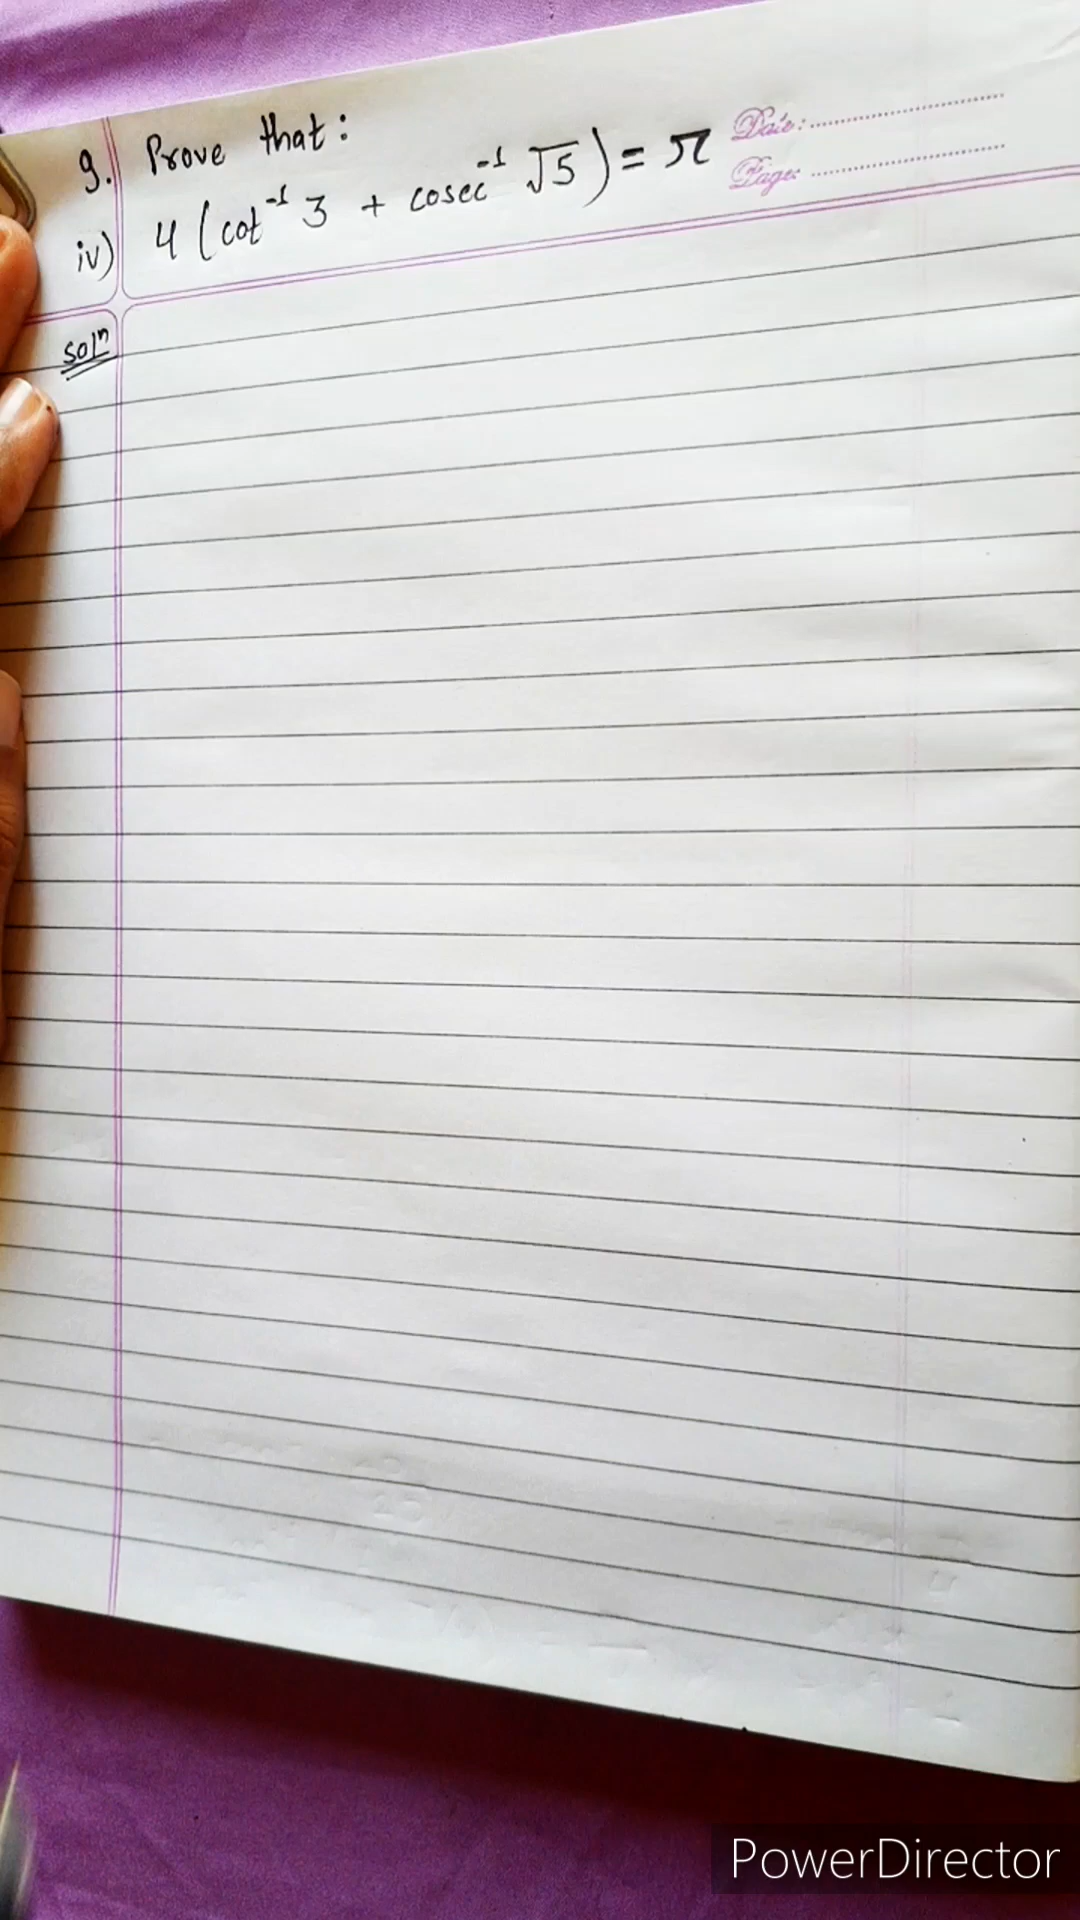 9. Prove that:
Date:
iv) 4 (cot⁻¹ 3 + cosec⁻¹ √5) = π
Page:
Solⁿ
PowerDirector